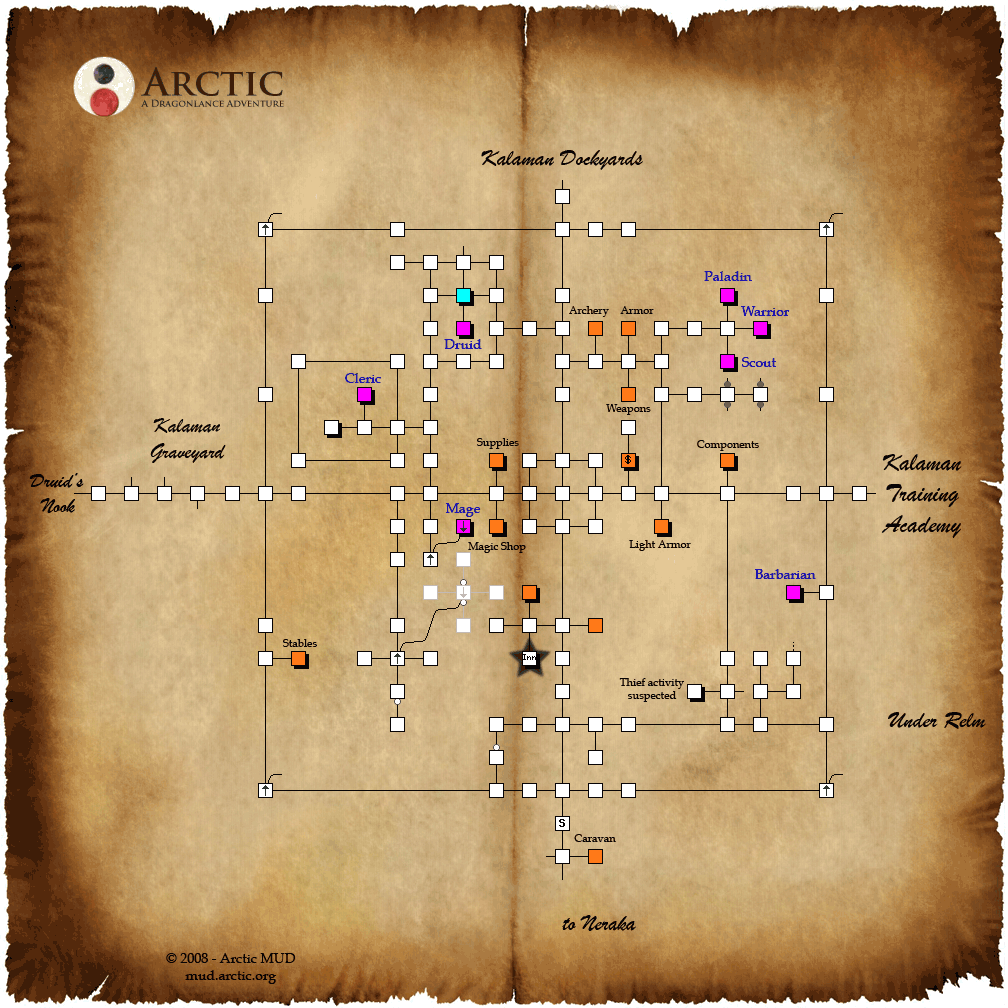 ARCTIC
A DRAGONLANCE ADVENTURE
Kalaman Dockyards
Paladin
Archery
Armor
Warrior
Druid
Scout
Cleric
Weapons
Kalaman
Graveyard
Supplies
Components
$
Kalaman
Training
Academy
Druid's
Nook
Mage
Magic Shop
Light Armor
Barbarian
Stables
Inn
Thief activity
suspected
Under Relm
S
Caravan
to Neraka
© 2008 - Arctic MUD
mud.arctic.org